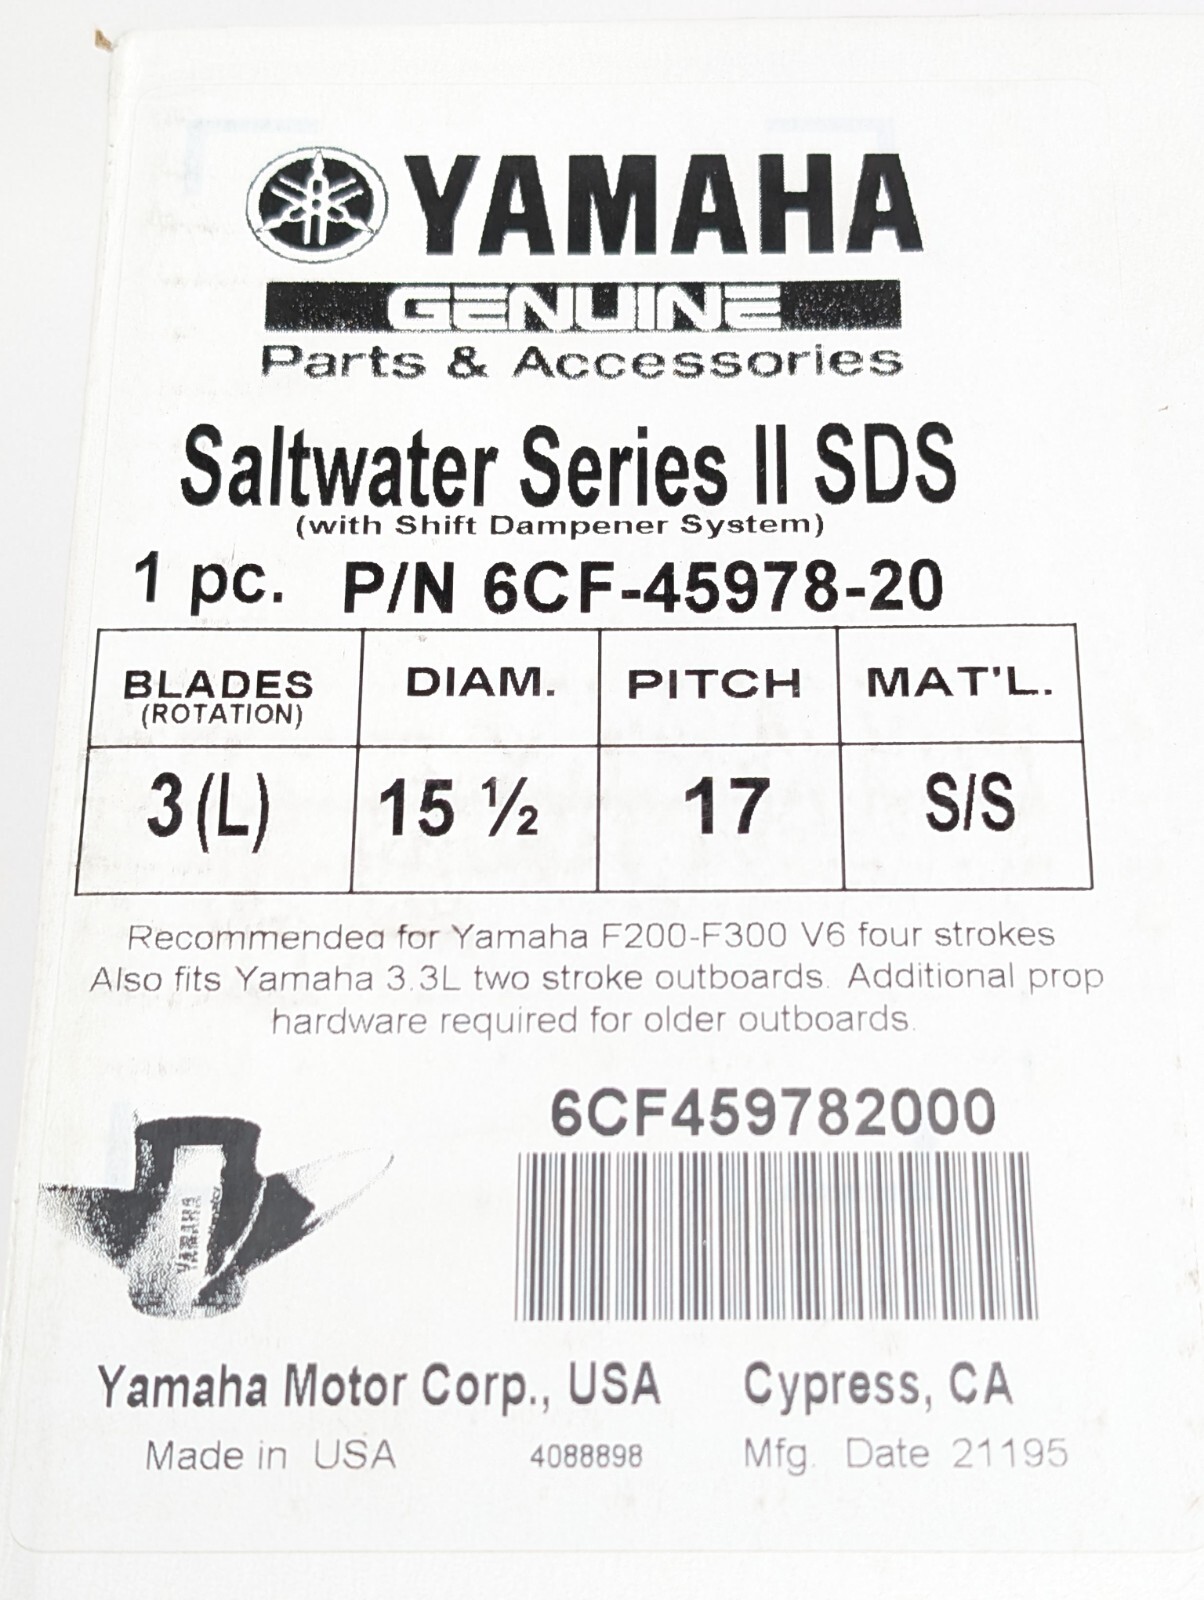 YAMAHA
GENUINE
Parts & Accessories
Saltwater Series II SDS
(with Shift Dampener System)
1 pc. P/N 6CF-45978-20
BLADES (ROTATION) DIAM. PITCH MAT'L.
3 (L) 15 ½ 17 S/S
Recommended for Yamaha F200-F300 V6 four strokes
Also fits Yamaha 3.3L two stroke outboards. Additional prop
hardware required for older outboards.
6CF459782000
YAMAHA
Yamaha Motor Corp., USA Cypress, CA
Made in USA 4088898 Mfg. Date 21195